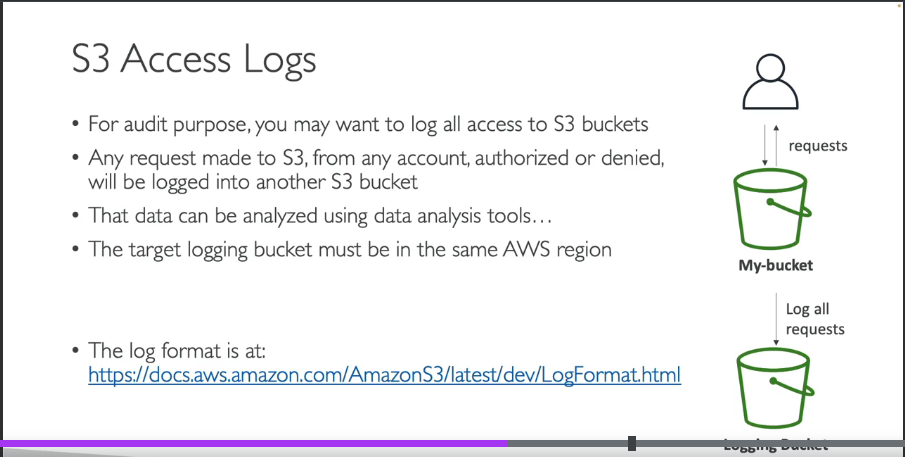 S3 Access Logs
• For audit purpose, you may want to log all access to S3 buckets
• Any request made to S3, from any account, authorized or denied,
will be logged into another S3 bucket
• That data can be analyzed using data analysis tools…
• The target logging bucket must be in the same AWS region
• The log format is at:
https://docs.aws.amazon.com/AmazonS3/latest/dev/LogFormat.html
requests
My-bucket
Log all
requests
Logging Bucket